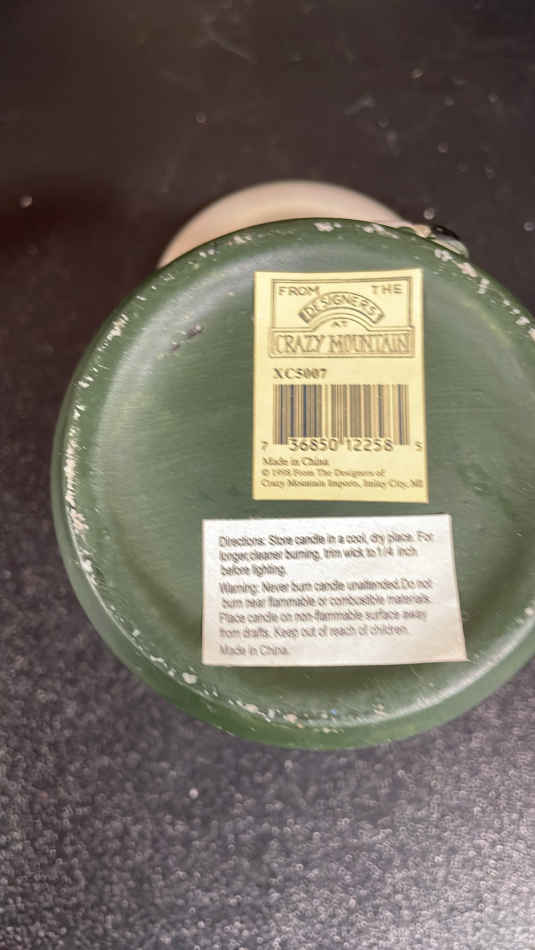 FROM THE
DESIGNERS
AT
CRAZY MOUNTAIN
XC5007
7 36850 12258 5
Made in China
© 1998 From The Designers of
Crazy Mountain Imports, Imlay City, MI
Directions: Store candle in a cool, dry place. For
longer,cleaner burning, trim wick to 1/4 inch
before lighting.
Warning: Never burn candle unattended.Do not
burn near flammable or combustible materials.
Place candle on non-flammable surface away
from drafts. Keep out of reach of children.
Made in China.